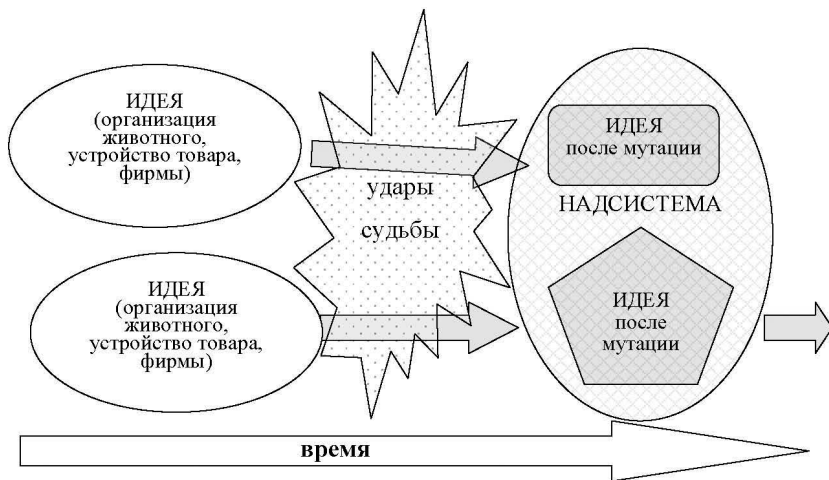 ИДЕЯ
(организация
животного,
устройство товара,
фирмы)
ИДЕЯ
(организация
животного,
устройство товара,
фирмы)
удары
судьбы
ИДЕЯ
после мутации
НАДСИСТЕМА
ИДЕЯ
после
мутации
время